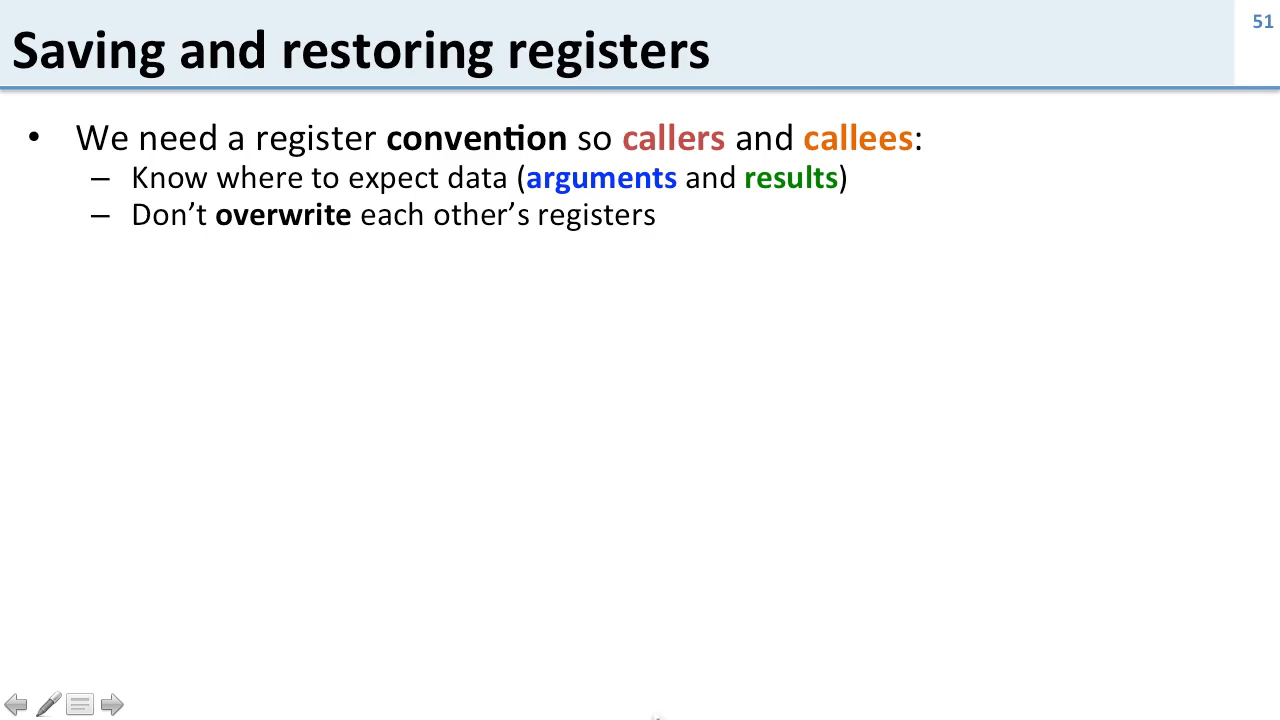 51
Saving and restoring registers
• We need a register convention so callers and callees:
– Know where to expect data (arguments and results)
– Don’t overwrite each other’s registers